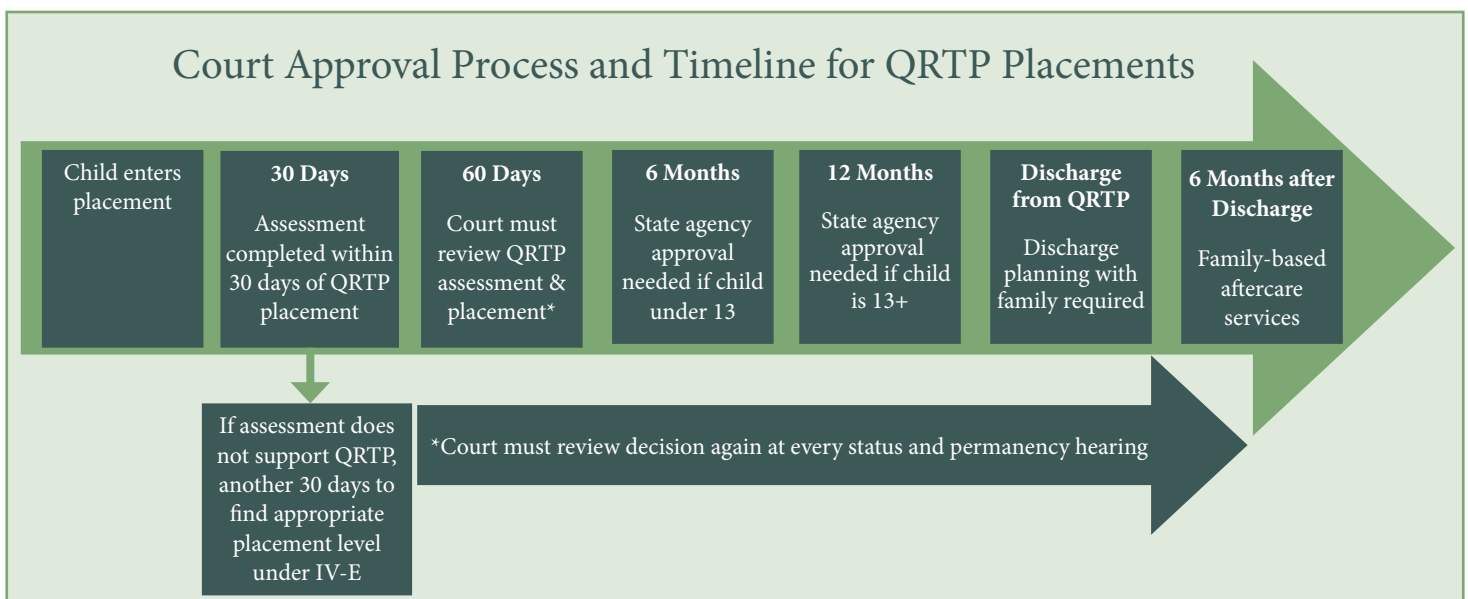 Court Approval Process and Timeline for QRTP Placements
Child enters
placement
30 Days
Assessment
completed within
30 days of QRTP
placement
60 Days
Court must
review QRTP
assessment &
placement*
6 Months
State agency
approval
needed if child
under 13
12 Months
State agency
approval
needed if child
is 13+
Discharge
from QRTP
Discharge
planning with
family required
6 Months after
Discharge
Family-based
aftercare
services
If assessment does
not support QRTP,
another 30 days to
find appropriate
placement level
under IV-E
*Court must review decision again at every status and permanency hearing